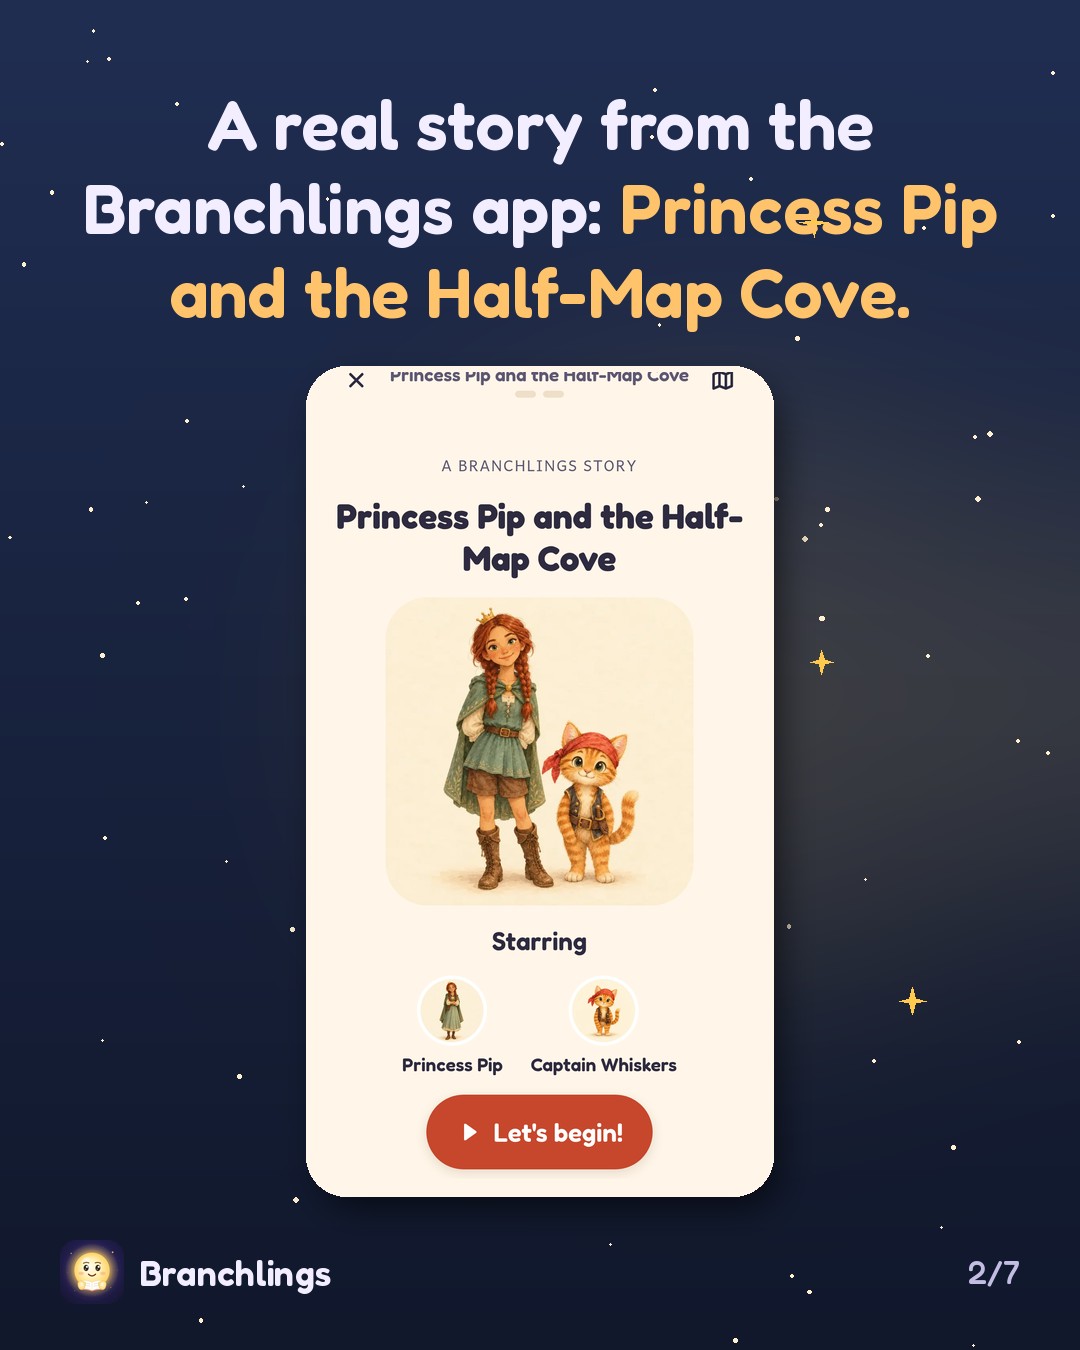 A real story from the
Branchlings app: Princess Pip
and the Half-Map Cove.
Princess Pip and the Half-Map Cove
A BRANCHLINGS STORY
Princess Pip and the Half-
Map Cove
Starring
Princess Pip Captain Whiskers
Let's begin!
Branchlings 2/7